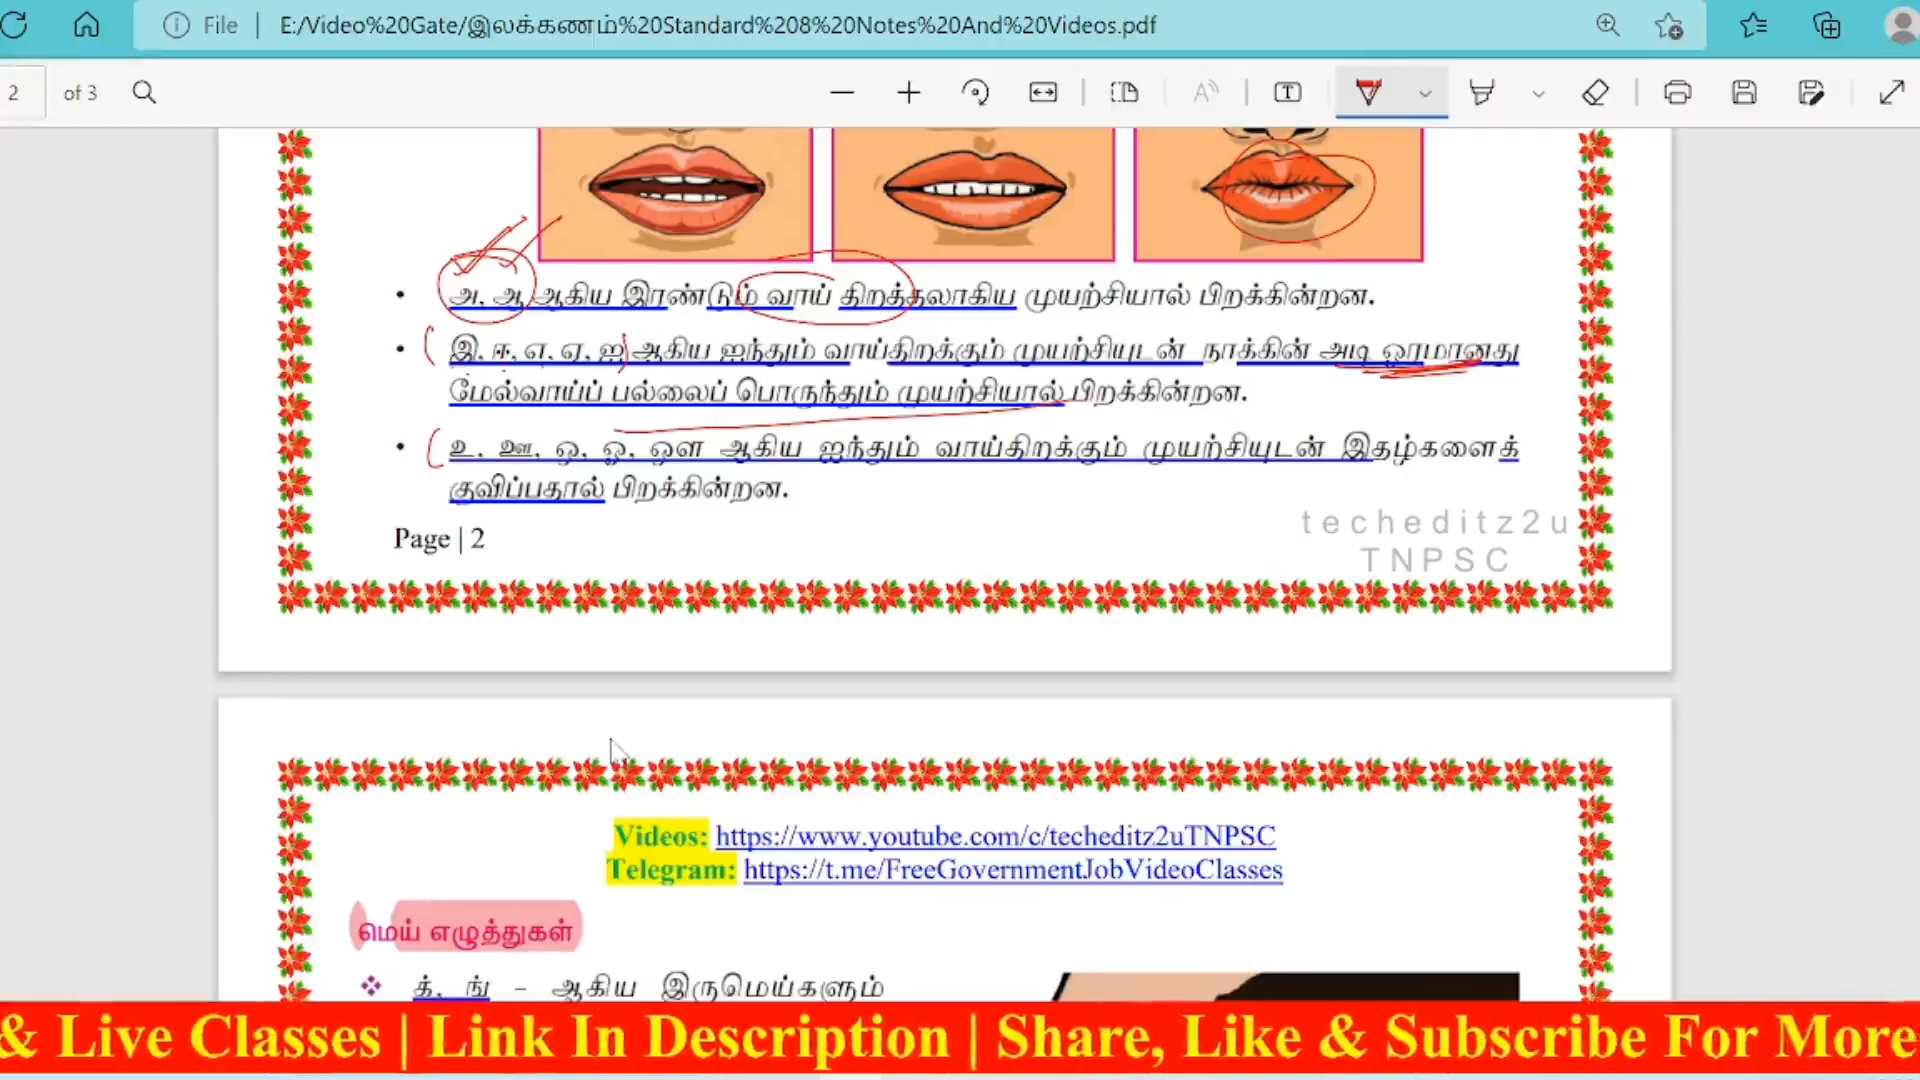 File | E:/Video%20Gate/இலக்கணம்%20Standard%208%20Notes%20And%20Videos.pdf
2 of 3
அ, ஆ ஆகிய இரண்டும் வாய் திறத்தலாகிய முயற்சியால் பிறக்கின்றன.
இ, ஈ, எ, ஏ, ஐ ஆகிய ஐந்தும் வாய்திறக்கும் முயற்சியுடன் நாக்கின் அடி ஓரமானது
மேல்வாய்ப் பல்லைப் பொருந்தும் முயற்சியால் பிறக்கின்றன.
உ, ஊ, ஒ, ஓ, ஔ ஆகிய ஐந்தும் வாய்திறக்கும் முயற்சியுடன் இதழ்களைக்
குவிப்பதால் பிறக்கின்றன.
Page | 2
techeditz2u
TNPSC
Videos: https://www.youtube.com/c/techeditz2uTNPSC
Telegram: https://t.me/FreeGovernmentJobVideoClasses
மெய் எழுத்துகள்
க், ங் – ஆகிய இருமெய்களும்
& Live Classes | Link In Description | Share, Like & Subscribe For More